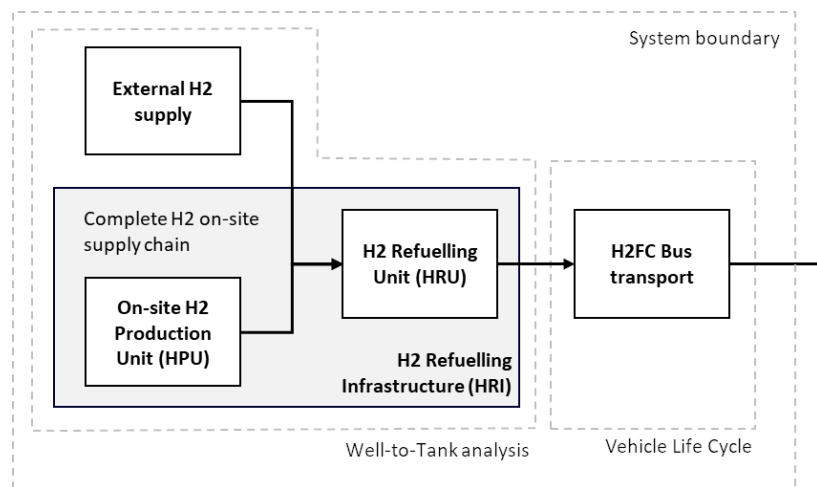 System boundary
External H2
supply
Complete H2 on-site
supply chain
H2 Refuelling
Unit (HRU)
H2FC Bus
transport
On-site H2
Production
Unit (HPU)
H2 Refuelling
Infrastructure (HRI)
Well-to-Tank analysis
Vehicle Life Cycle